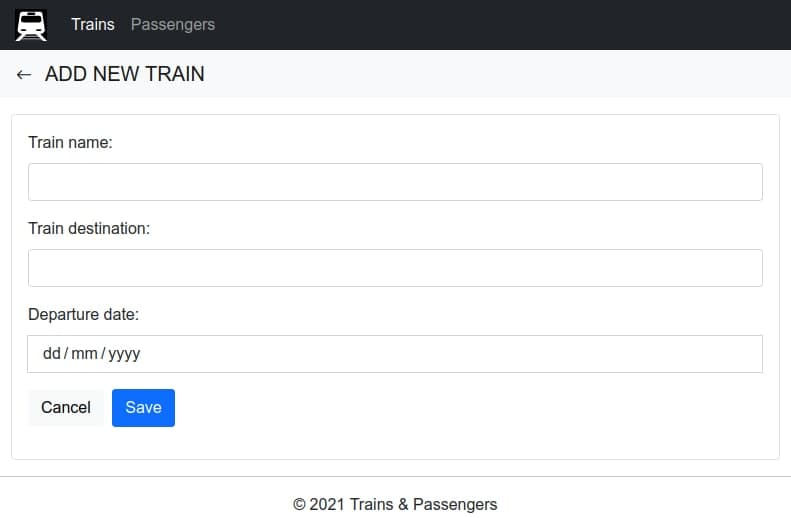 Trains Passengers
← ADD NEW TRAIN
Train name:
Train destination:
Departure date:
dd/mm/yyyy
Cancel Save
© 2021 Trains & Passengers